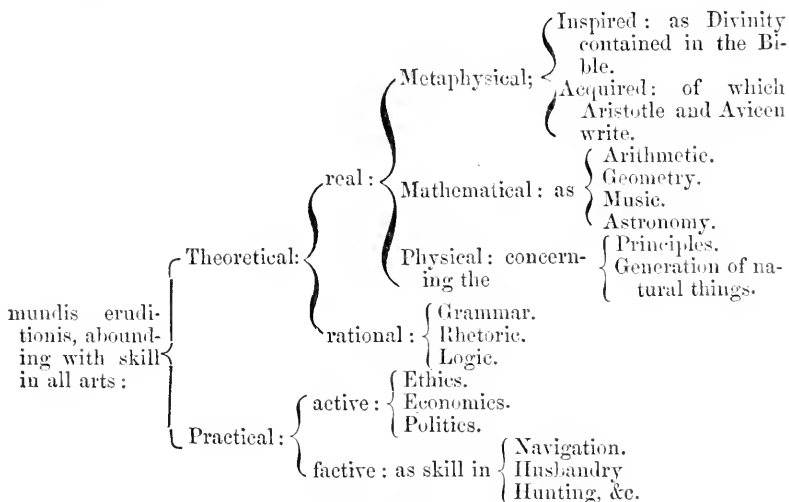 Inspired: as Divinity
contained in the Bi-
ble.
Metaphysical;
Acquired: of which
Aristotle and Avicen
write.
real:
Arithmetic.
Geometry.
Mathematical: as
Music.
Astronomy.
Theoretical:
Physical: concern-
ing the
Principles.
Generation of na-
tural things.
mundis erudi-
tionis, abound-
ing with skill
in all arts:
rational:
Grammar.
Rhetoric.
Logic.
Practical:
active:
Ethics.
Economics.
Politics.
factive: as skill in
Navigation.
Husbandry
Hunting, &c.